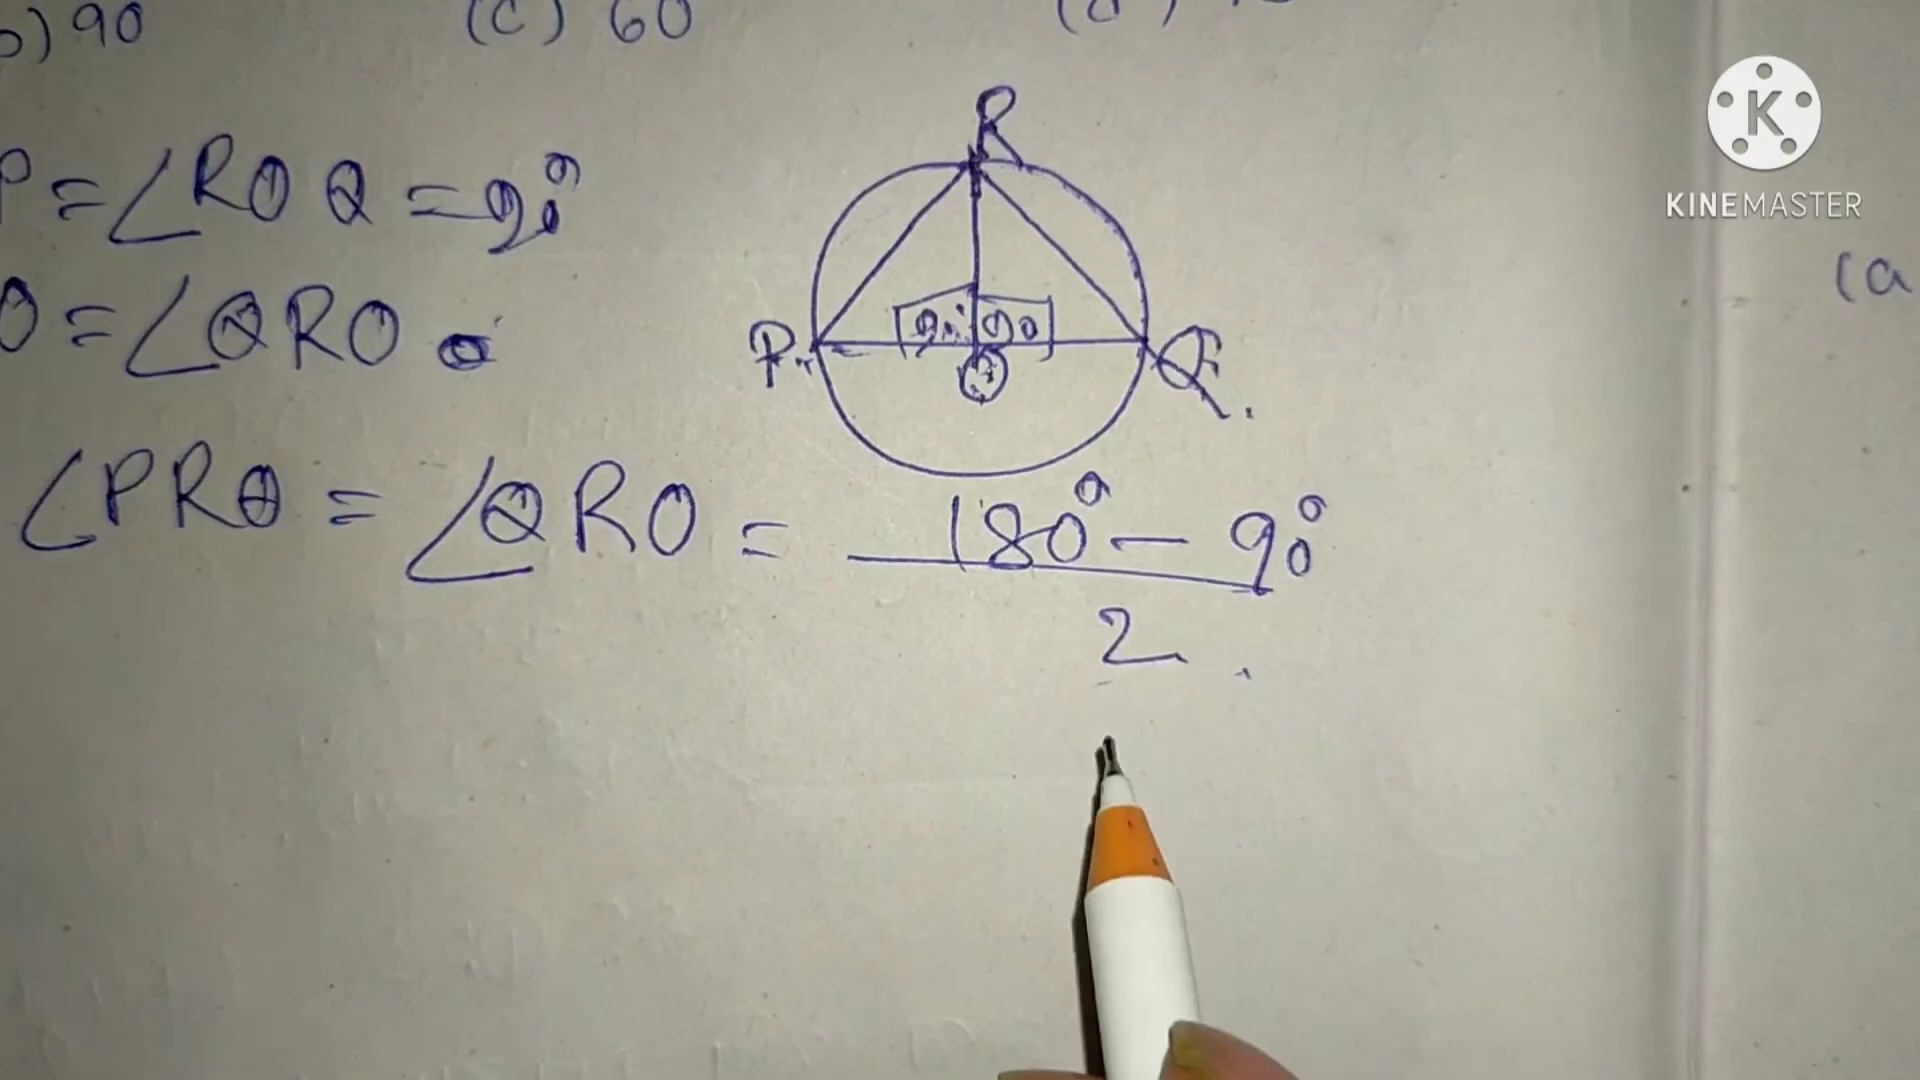 b) 90 (C) 60 (d)
R
P = ∠ROQ = 90°
90° 90
P O Q
O = ∠QRO
∠PRO = ∠QRO = 180° - 90°
2
(a
K
KINEMASTER